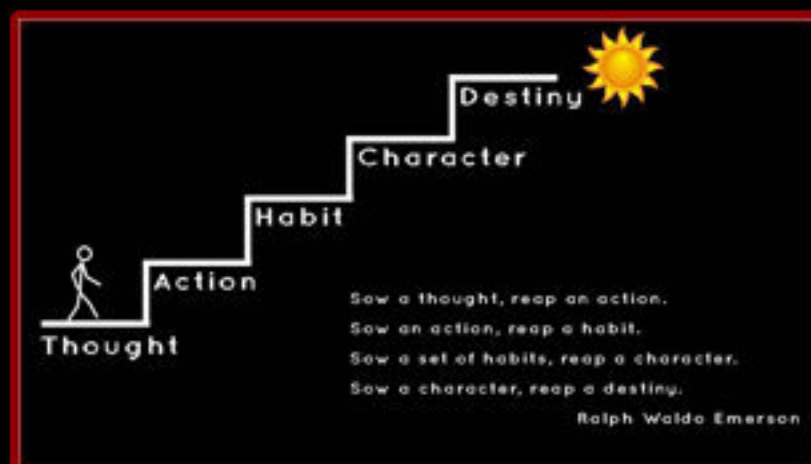 Destiny
Character
Habit
Action
Thought
Sow a thought, reap an action.
Sow an action, reap a habit.
Sow a set of habits, reap a character.
Sow a character, reap a destiny.
Ralph Waldo Emerson